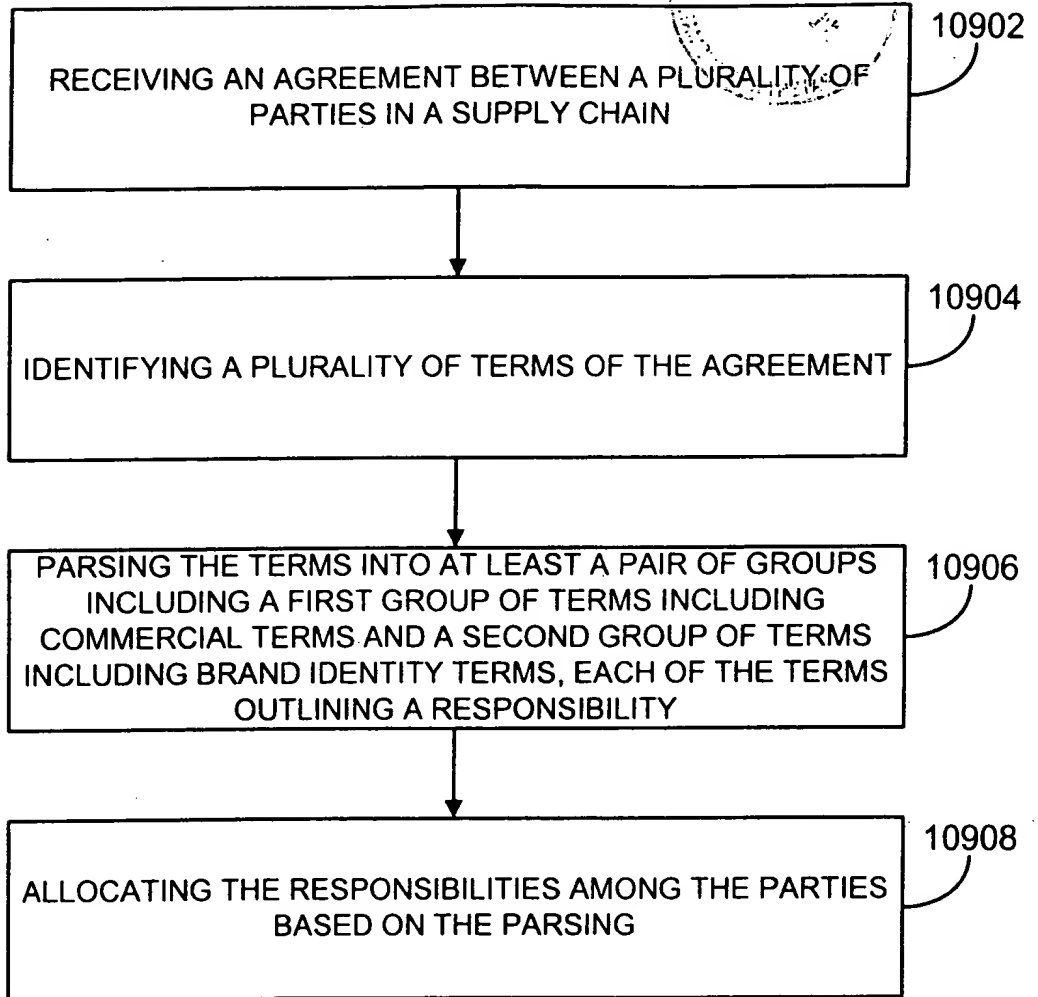 10902
RECEIVING AN AGREEMENT BETWEEN A PLURALITY OF
PARTIES IN A SUPPLY CHAIN
10904
IDENTIFYING A PLURALITY OF TERMS OF THE AGREEMENT
10906
PARSING THE TERMS INTO AT LEAST A PAIR OF GROUPS
INCLUDING A FIRST GROUP OF TERMS INCLUDING
COMMERCIAL TERMS AND A SECOND GROUP OF TERMS
INCLUDING BRAND IDENTITY TERMS, EACH OF THE TERMS
OUTLINING A RESPONSIBILITY
10908
ALLOCATING THE RESPONSIBILITIES AMONG THE PARTIES
BASED ON THE PARSING